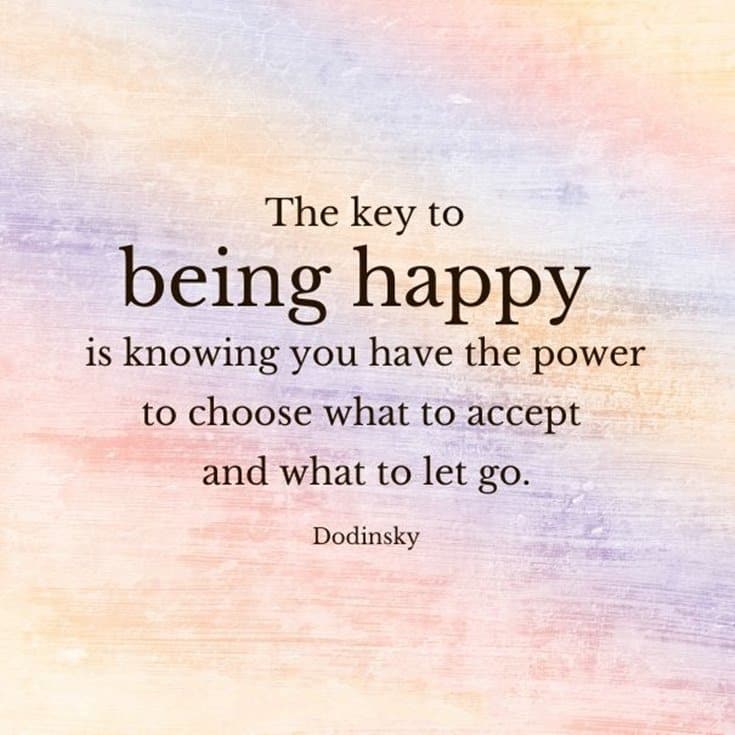 The key to
being happy
is knowing you have the power
to choose what to accept
and what to let go.
Dodinsky